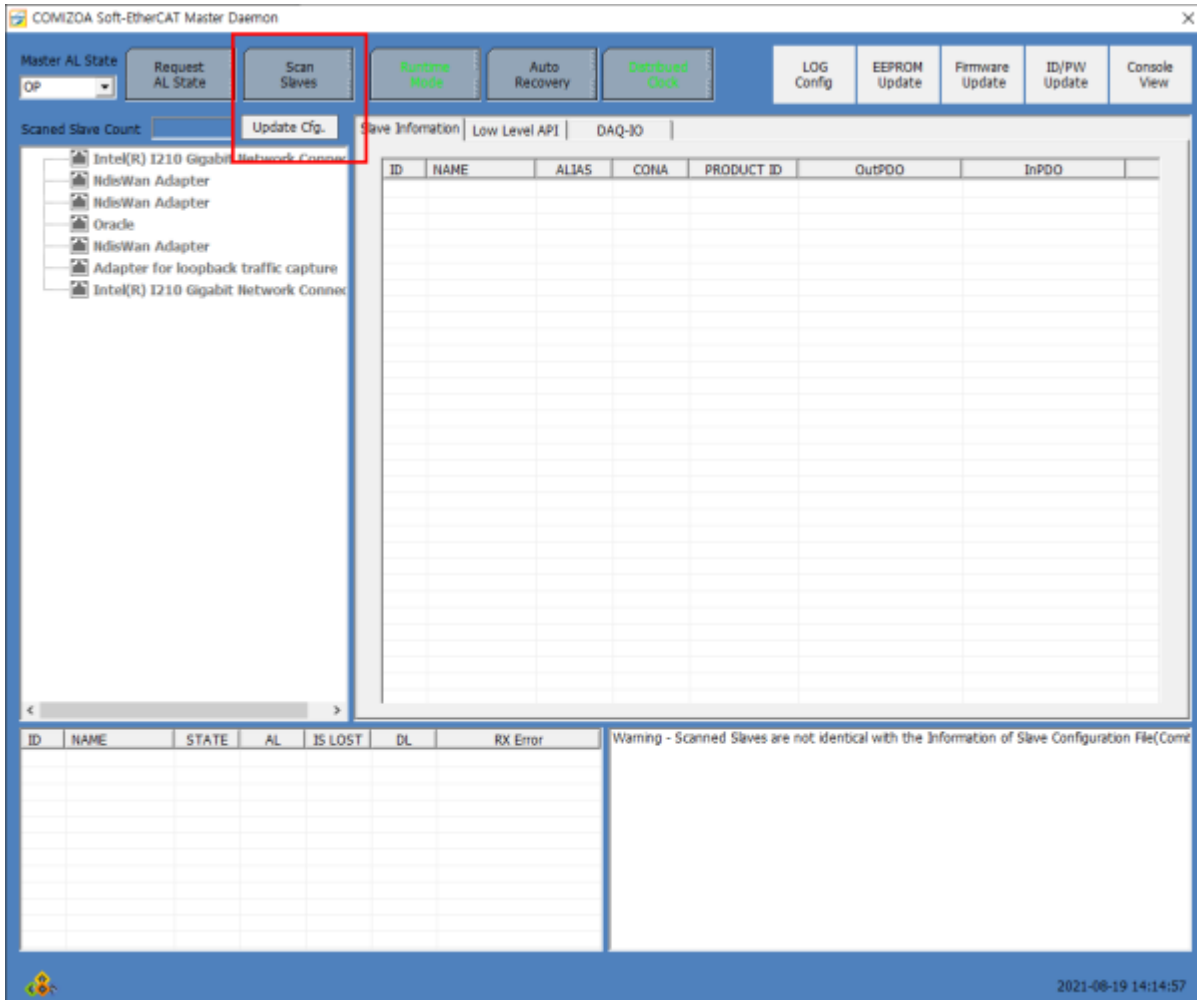 COMIZOA Soft-EtherCAT Master Daemon
Master AL State
OP
Request
AL State
Scan
Slaves
Runtime
Mode
Auto
Recovery
Distribued
Clock
LOG
Config
EEPROM
Update
Firmware
Update
ID/PW
Update
Console
View
Scaned Slave Count
Update Cfg.
Slave Infomation
Low Level API
DAQ-IO
Intel(R) I210 Gigabit Network Connec
NdisWan Adapter
NdisWan Adapter
Oracle
NdisWan Adapter
Adapter for loopback traffic capture
Intel(R) I210 Gigabit Network Connec
ID NAME ALIAS CONA PRODUCT ID OutPDO InPDO
ID NAME STATE AL IS LOST DL RX Error
Warning - Scanned Slaves are not identical with the Information of Slave Configuration File(Comi
2021-08-19 14:14:57